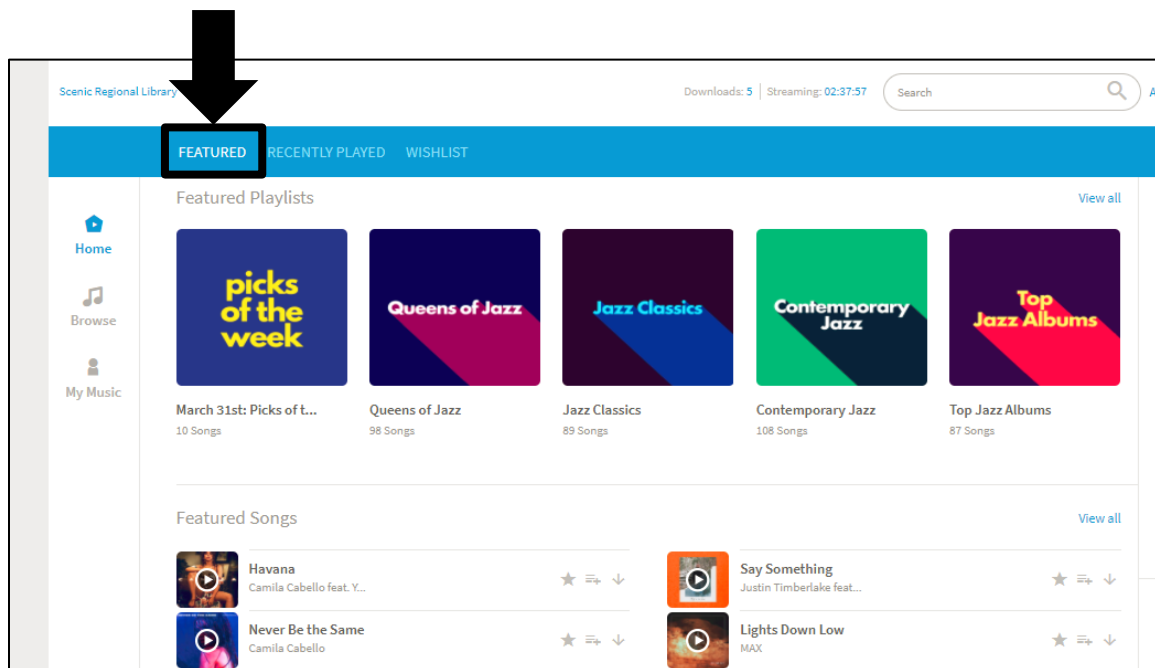 Scenic Regional Library
Downloads: 5 | Streaming: 02:37:57
Search
A
FEATURED RECENTLY PLAYED WISHLIST
Featured Playlists View all
Home
Browse
My Music
picks
of the
week
Queens of Jazz
Jazz Classics
Contemporary
Jazz
Top
Jazz Albums
March 31st: Picks of t...
10 Songs
Queens of Jazz
98 Songs
Jazz Classics
89 Songs
Contemporary Jazz
108 Songs
Top Jazz Albums
87 Songs
Featured Songs View all
Havana
Camila Cabello feat. Y...
Say Something
Justin Timberlake feat...
Never Be the Same
Camila Cabello
Lights Down Low
MAX